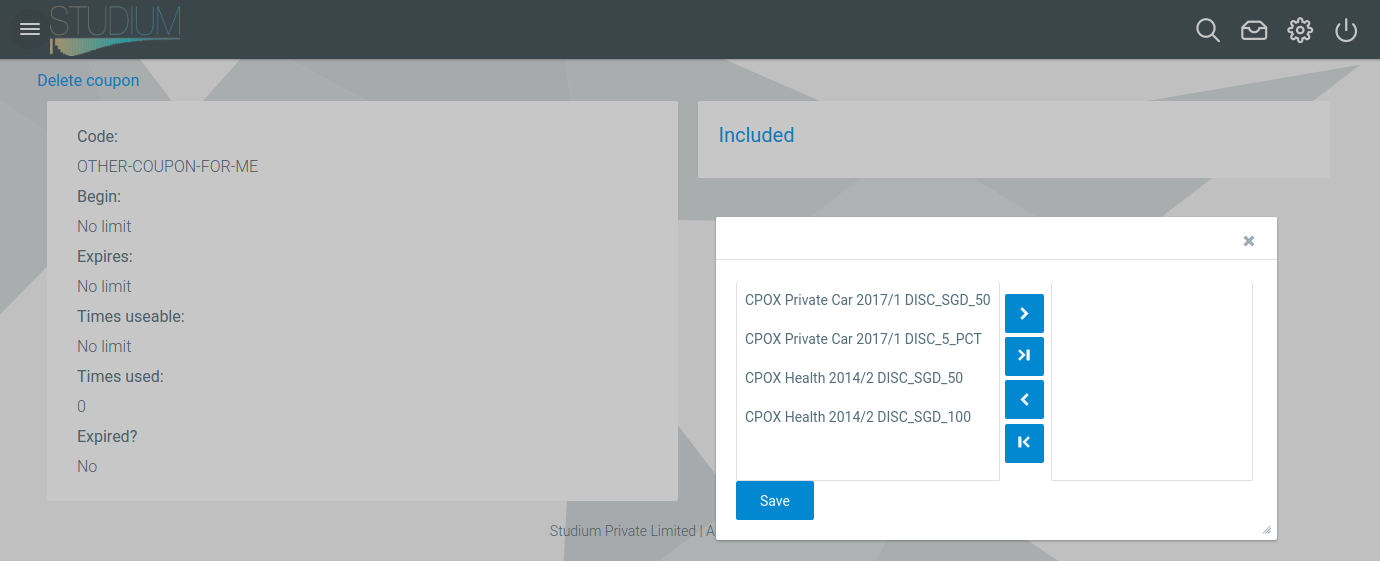 STUDIUM
Delete coupon
Code:
OTHER-COUPON-FOR-ME
Begin:
No limit
Expires:
No limit
Times useable:
No limit
Times used:
0
Expired?
No
Included
CPOX Private Car 2017/1 DISC_SGD_50
CPOX Private Car 2017/1 DISC_5_PCT
CPOX Health 2014/2 DISC_SGD_50
CPOX Health 2014/2 DISC_SGD_100
Save
Studium Private Limited | A